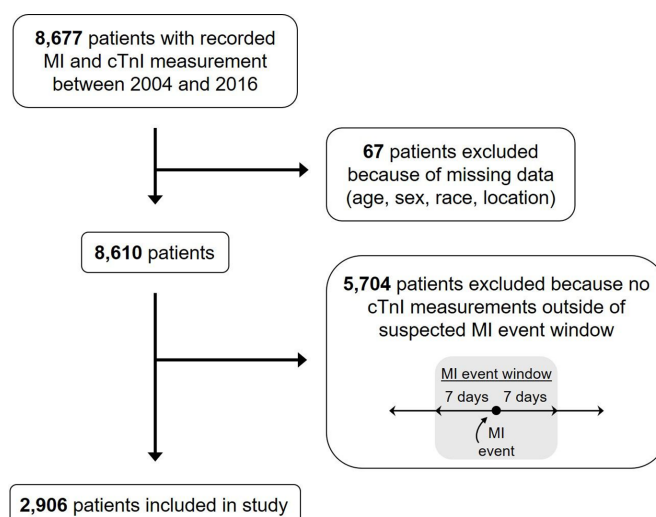 8,677 patients with recorded
MI and cTnI measurement
between 2004 and 2016
67 patients excluded
because of missing data
(age, sex, race, location)
8,610 patients
5,704 patients excluded because no
cTnI measurements outside of
suspected MI event window
MI event window
7 days 7 days
MI
event
2,906 patients included in study